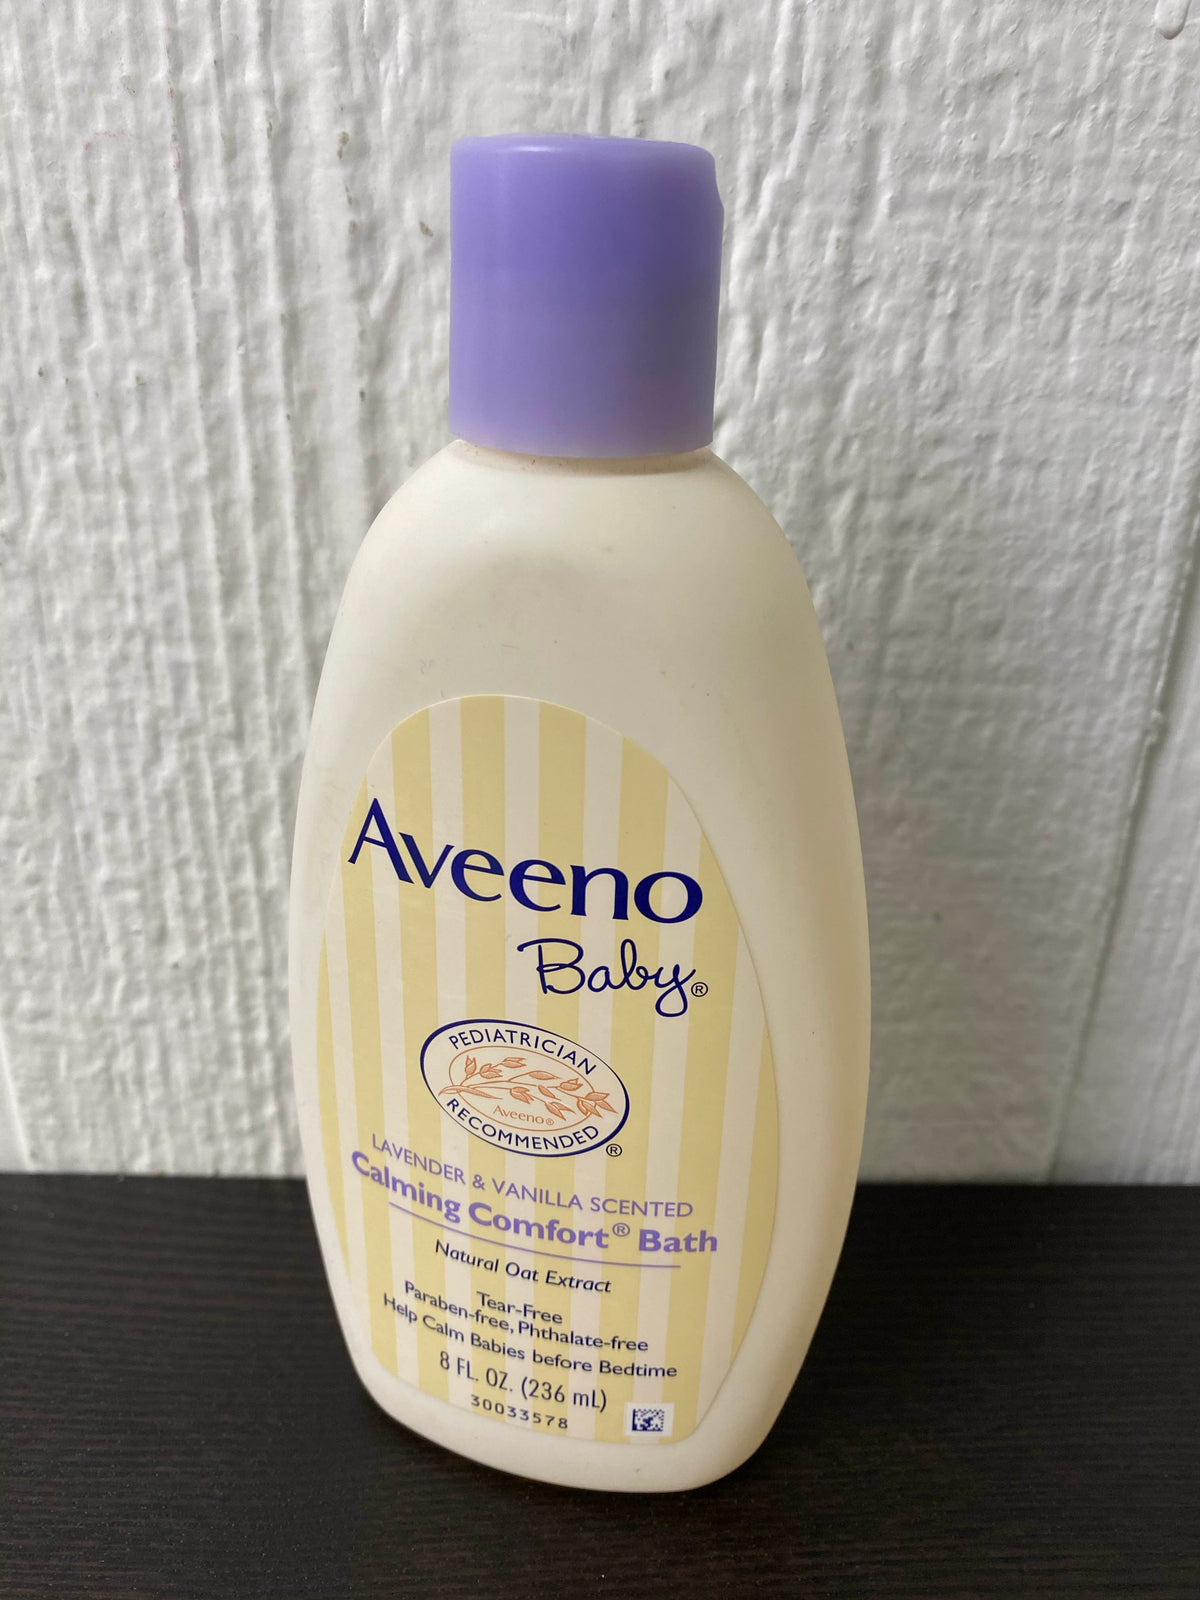 Aveeno
Baby®
PEDIATRICIAN
Aveeno®
RECOMMENDED®
LAVENDER & VANILLA SCENTED
Calming Comfort® Bath
Natural Oat Extract
Tear-Free
Paraben-free, Phthalate-free
Help Calm Babies before Bedtime
8 FL. OZ. (236 mL)
30033578